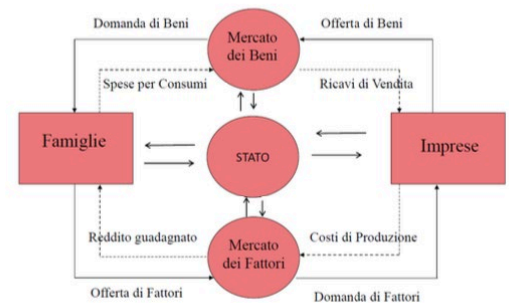 Domanda di Beni
Offerta di Beni
Mercato
dei Beni
Spese per Consumi
Ricavi di Vendita
Famiglie
STATO
Imprese
Reddito guadagnato
Costi di Produzione
Mercato
dei Fattori
Offerta di Fattori
Domanda di Fattori